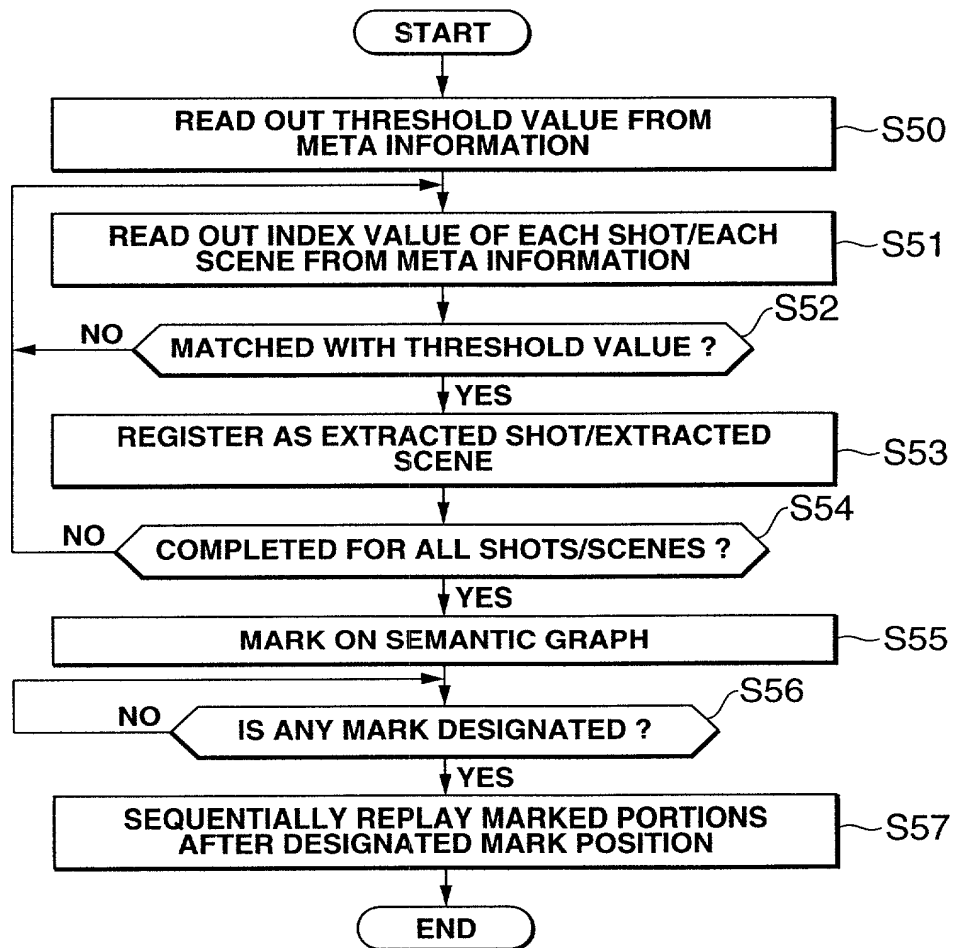 START
READ OUT THRESHOLD VALUE FROM
META INFORMATION
S50
READ OUT INDEX VALUE OF EACH SHOT/EACH
SCENE FROM META INFORMATION
S51
S52
NO
MATCHED WITH THRESHOLD VALUE ?
YES
REGISTER AS EXTRACTED SHOT/EXTRACTED
SCENE
S53
S54
NO
COMPLETED FOR ALL SHOTS/SCENES ?
YES
MARK ON SEMANTIC GRAPH
S55
S56
NO
IS ANY MARK DESIGNATED ?
YES
SEQUENTIALLY REPLAY MARKED PORTIONS
AFTER DESIGNATED MARK POSITION
S57
END